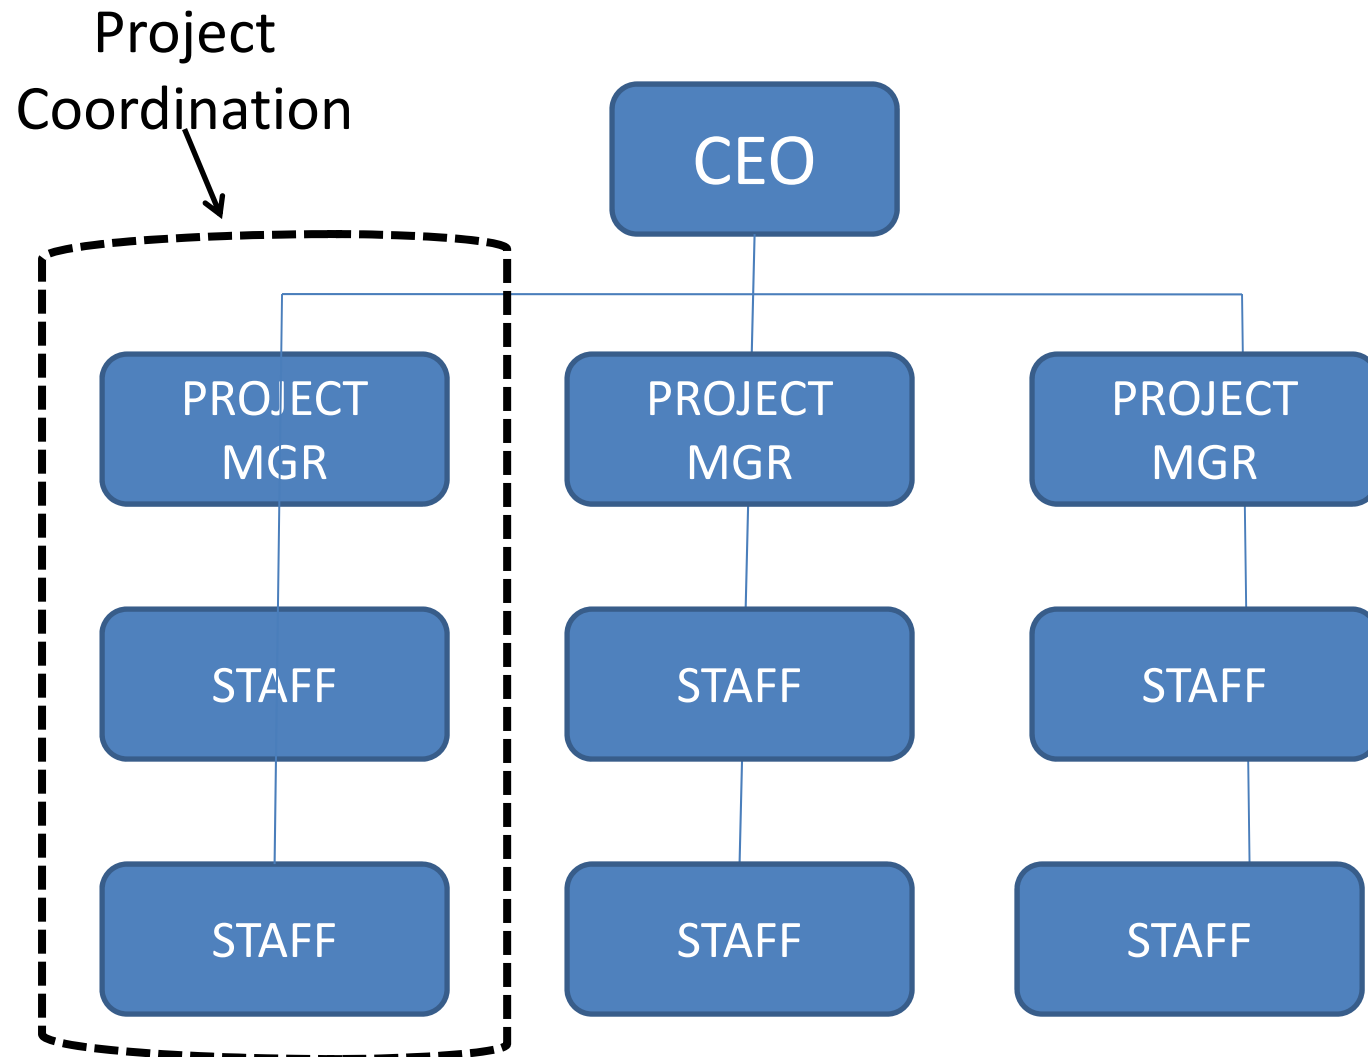 Project
Coordination
CEO
PROJECT
MGR
PROJECT
MGR
PROJECT
MGR
STAFF
STAFF
STAFF
STAFF
STAFF
STAFF